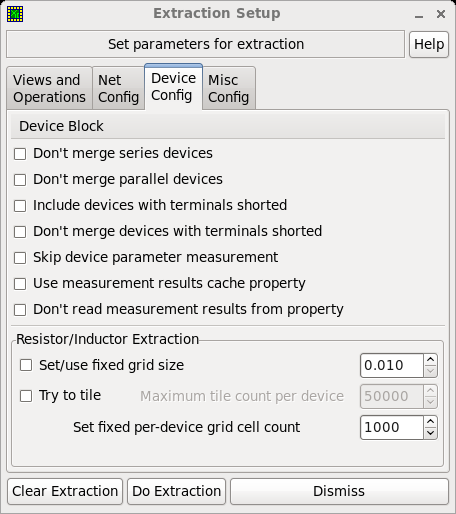 Extraction Setup
Set parameters for extraction
Help
Views and
Operations
Net
Config
Device
Config
Misc
Config
Device Block
Don't merge series devices
Don't merge parallel devices
Include devices with terminals shorted
Don't merge devices with terminals shorted
Skip device parameter measurement
Use measurement results cache property
Don't read measurement results from property
Resistor/Inductor Extraction
Set/use fixed grid size 0.010
Try to tile Maximum tile count per device 50000
Set fixed per-device grid cell count 1000
Clear Extraction Do Extraction Dismiss